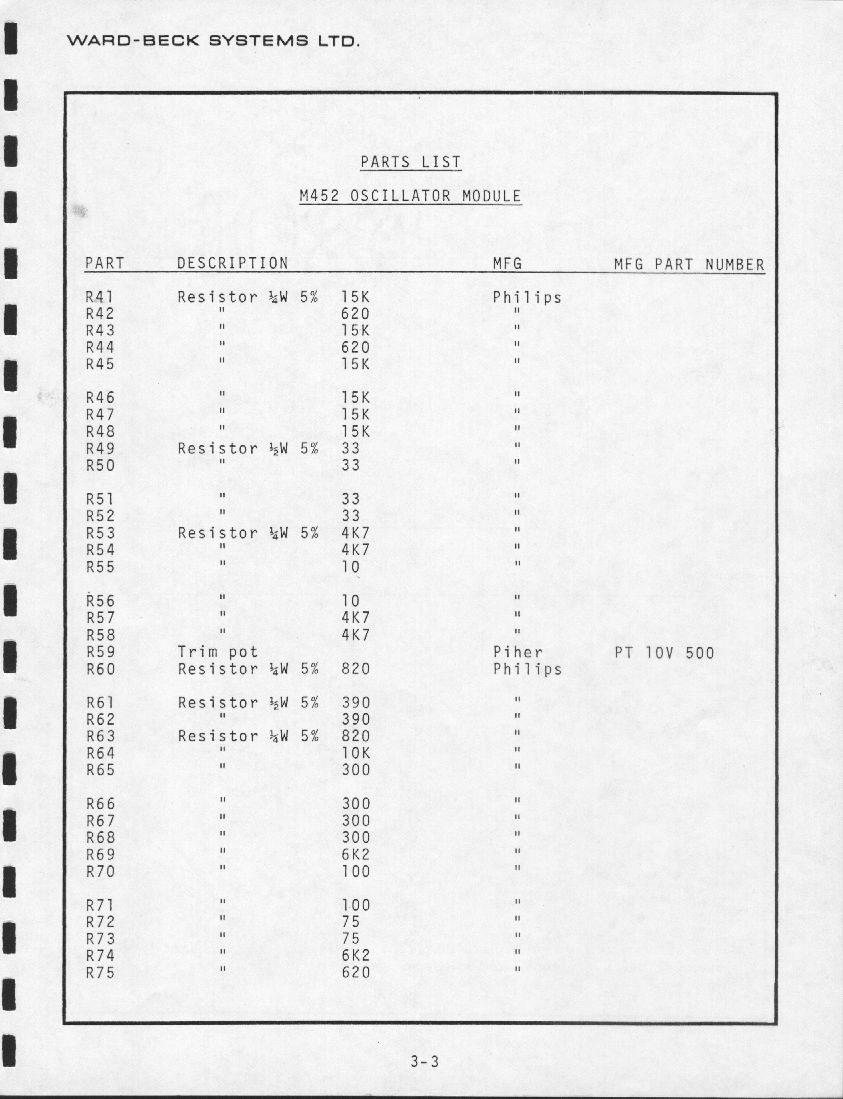 WARD-BECK SYSTEMS LTD.
PARTS LIST
M452 OSCILLATOR MODULE
PART DESCRIPTION MFG MFG PART NUMBER
R41 Resistor ¼W 5% 15K Philips
R42 " 620 "
R43 " 15K "
R44 " 620 "
R45 " 15K "
R46 " 15K "
R47 " 15K "
R48 " 15K "
R49 Resistor ½W 5% 33 "
R50 " 33 "
R51 " 33 "
R52 " 33 "
R53 Resistor ¼W 5% 4K7 "
R54 " 4K7 "
R55 " 10 "
R56 " 10 "
R57 " 4K7 "
R58 " 4K7 "
R59 Trim pot Piher PT 10V 500
R60 Resistor ¼W 5% 820 Philips
R61 Resistor ½W 5% 390 "
R62 " 390 "
R63 Resistor ¼W 5% 820 "
R64 " 10K "
R65 " 300 "
R66 " 300 "
R67 " 300 "
R68 " 300 "
R69 " 6K2 "
R70 " 100 "
R71 " 100 "
R72 " 75 "
R73 " 75 "
R74 " 6K2 "
R75 " 620 "
3-3